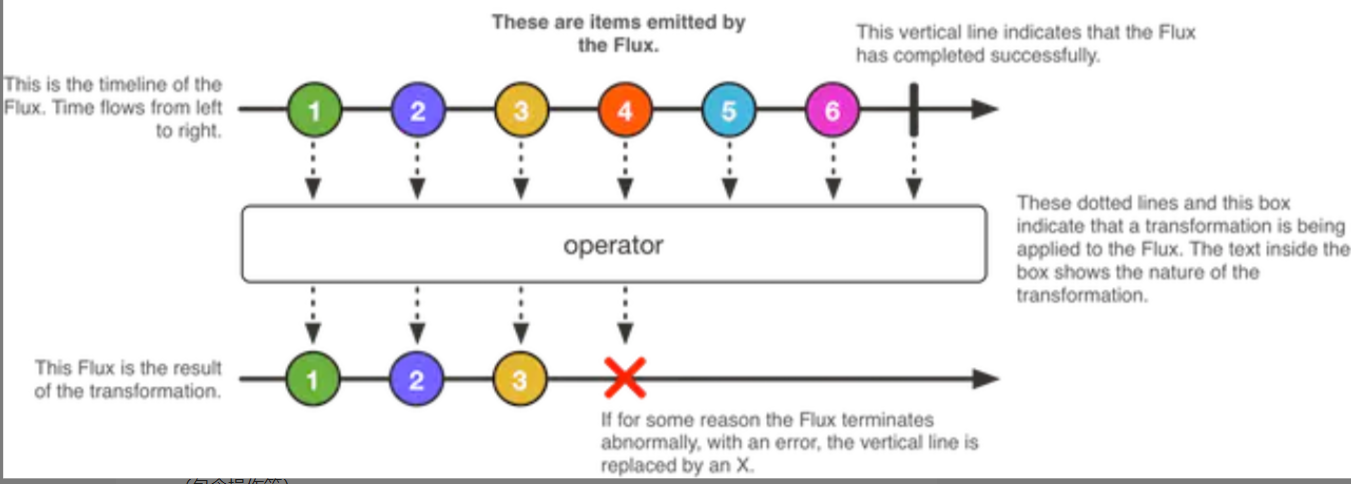 These are items emitted by
the Flux.
This vertical line indicates that the Flux
has completed successfully.
This is the timeline of the
Flux. Time flows from left
to right.
1 2 3 4 5 6
These dotted lines and this box
indicate that a transformation is being
applied to the Flux. The text inside the
box shows the nature of the
transformation.
operator
This Flux is the result
of the transformation.
1 2 3
If for some reason the Flux terminates
abnormally, with an error, the vertical line is
replaced by an X.